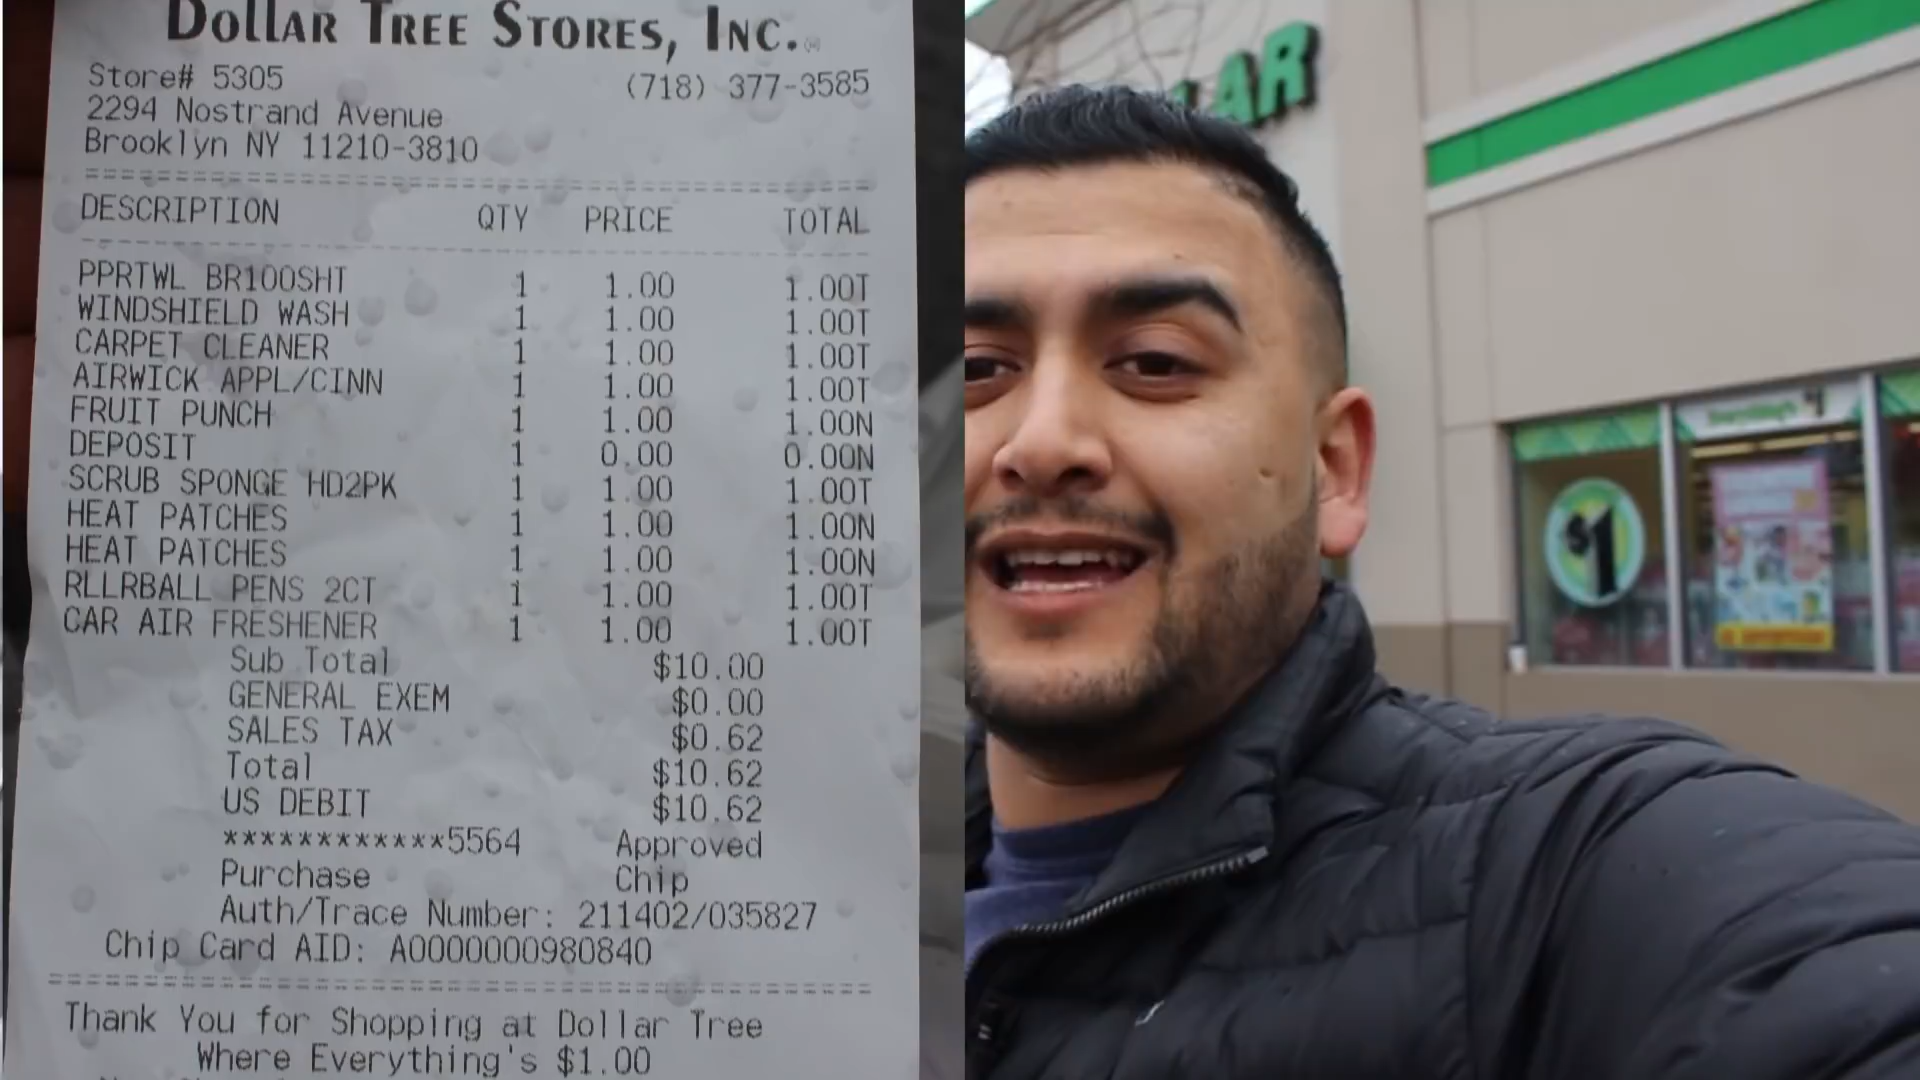 Dollar Tree Stores, Inc.
Store# 5305 (718) 377-3585
2294 Nostrand Avenue
Brooklyn NY 11210-3810
DESCRIPTION QTY PRICE TOTAL
PPRTWL BR100SHT 1 1.00 1.00T
WINDSHIELD WASH 1 1.00 1.00T
CARPET CLEANER 1 1.00 1.00T
AIRWICK APPL/CINN 1 1.00 1.00T
FRUIT PUNCH 1 1.00 1.00N
DEPOSIT 1 0.00 0.00N
SCRUB SPONGE HD2PK 1 1.00 1.00T
HEAT PATCHES 1 1.00 1.00N
HEAT PATCHES 1 1.00 1.00N
RLLRBALL PENS 2CT 1 1.00 1.00T
CAR AIR FRESHENER 1 1.00 1.00T
Sub Total $10.00
GENERAL EXEM $0.00
SALES TAX $0.62
Total $10.62
US DEBIT $10.62
************5564 Approved
Purchase Chip
Auth/Trace Number: 211402/035827
Chip Card AID: A0000000980840
Thank You for Shopping at Dollar Tree
Where Everything's $1.00
LAR
$1